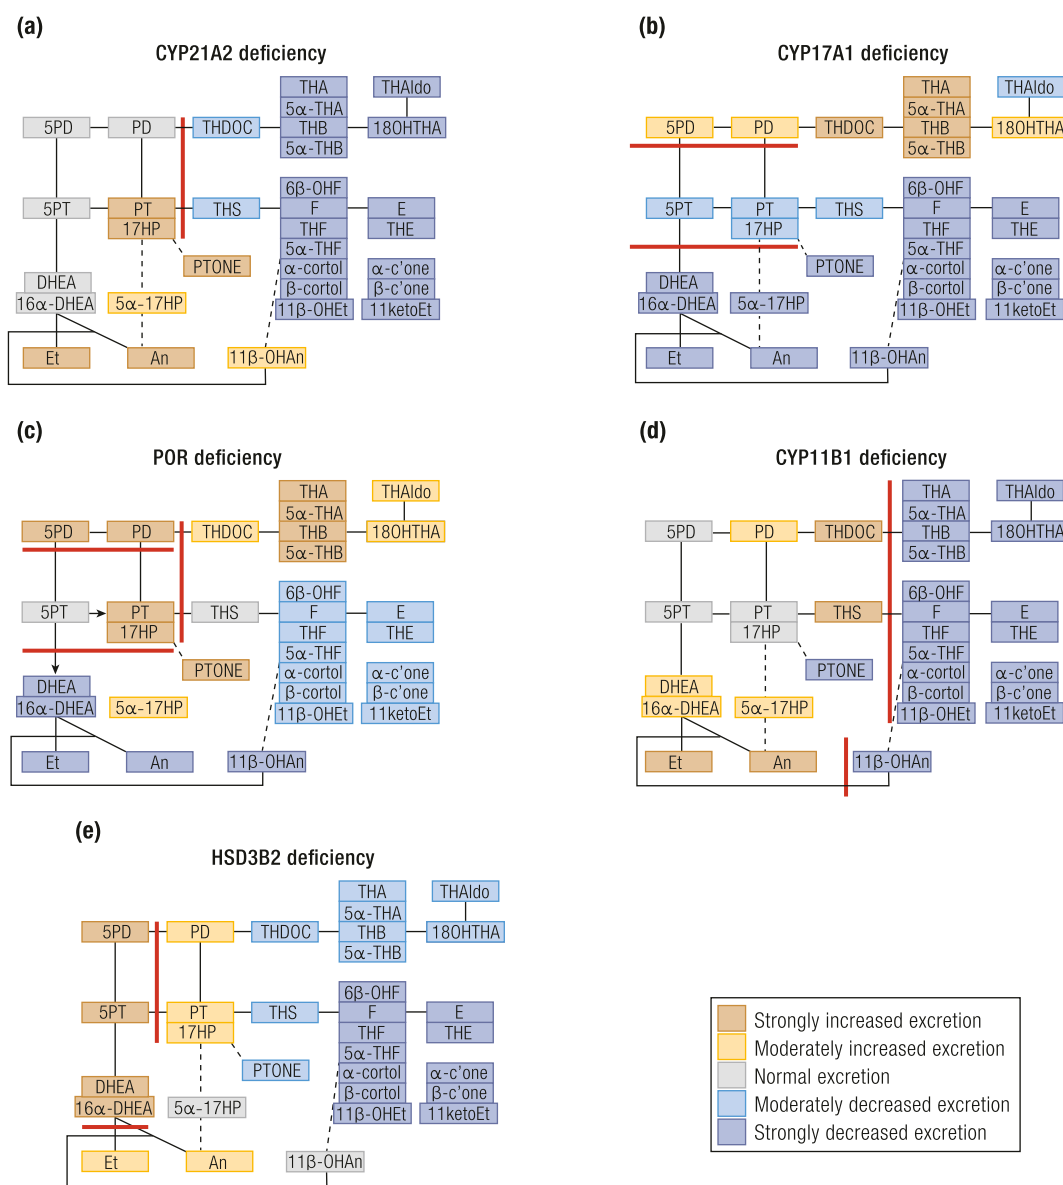 (a)
CYP21A2 deficiency
THA
THAldo
5α-THA
5PD
PD
THDOC
THB
18OHTHA
5α-THB
6β-OHF
5PT
PT
THS
F
E
17HP
THF
THE
5α-THF
PTONE
α-cortol
α-c'one
DHEA
β-cortol
β-c'one
16α-DHEA
5α-17HP
11β-OHEt
11ketoEt
Et
An
11β-OHAn
(b)
CYP17A1 deficiency
THA
THAldo
5α-THA
5PD
PD
THDOC
THB
18OHTHA
5α-THB
6β-OHF
5PT
PT
THS
F
E
17HP
THF
THE
5α-THF
PTONE
α-cortol
α-c'one
DHEA
β-cortol
β-c'one
16α-DHEA
5α-17HP
11β-OHEt
11ketoEt
Et
An
11β-OHAn
(c)
POR deficiency
THA
THAldo
5α-THA
5PD
PD
THDOC
THB
18OHTHA
5α-THB
6β-OHF
5PT
PT
THS
F
E
17HP
THF
THE
5α-THF
PTONE
α-cortol
α-c'one
DHEA
β-cortol
β-c'one
16α-DHEA
5α-17HP
11β-OHEt
11ketoEt
Et
An
11β-OHAn
(d)
CYP11B1 deficiency
THA
THAldo
5α-THA
5PD
PD
THDOC
THB
18OHTHA
5α-THB
6β-OHF
5PT
PT
THS
F
E
17HP
THF
THE
5α-THF
PTONE
α-cortol
α-c'one
DHEA
β-cortol
β-c'one
16α-DHEA
5α-17HP
11β-OHEt
11ketoEt
Et
An
11β-OHAn
(e)
HSD3B2 deficiency
THA
THAldo
5α-THA
5PD
PD
THDOC
THB
18OHTHA
5α-THB
6β-OHF
5PT
PT
THS
F
E
17HP
THF
THE
5α-THF
PTONE
α-cortol
α-c'one
DHEA
β-cortol
β-c'one
16α-DHEA
5α-17HP
11β-OHEt
11ketoEt
Et
An
11β-OHAn
Strongly increased excretion
Moderately increased excretion
Normal excretion
Moderately decreased excretion
Strongly decreased excretion